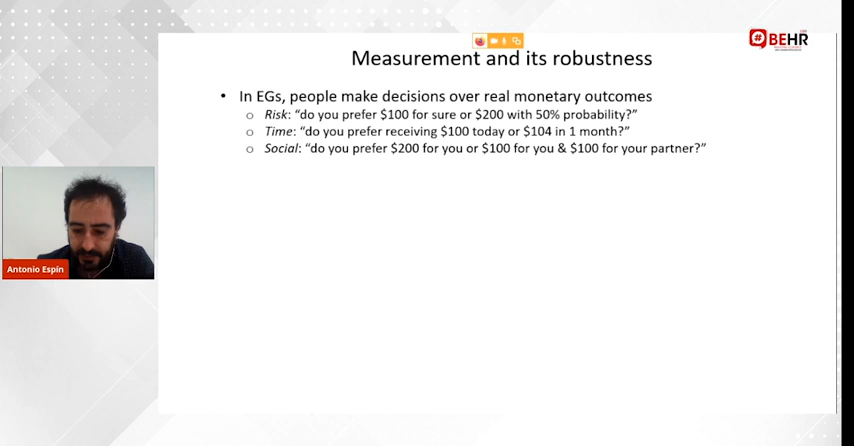 #BEHR
Measurement and its robustness
• In EGs, people make decisions over real monetary outcomes
o Risk: “do you prefer $100 for sure or $200 with 50% probability?”
o Time: “do you prefer receiving $100 today or $104 in 1 month?”
o Social: “do you prefer $200 for you or $100 for you & $100 for your partner?”
Antonio Espín